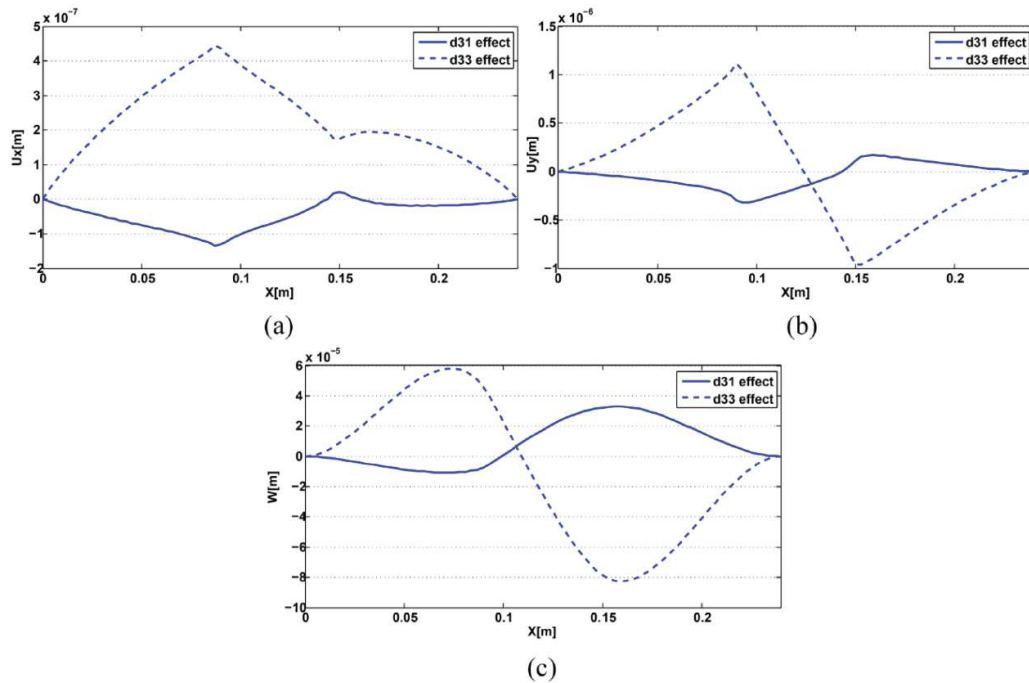 x 10⁻⁷
5
4
3
2
1
0
−1
−2
Ux[m]
0 0.05 0.1 0.15 0.2
X[m]
d31 effect
d33 effect
(a)
x 10⁻⁶
1.5
1
0.5
0
−0.5
−1
Uy[m]
0 0.05 0.1 0.15 0.2
X[m]
d31 effect
d33 effect
(b)
x 10⁻⁵
6
4
2
0
−2
−4
−6
−8
−10
W[m]
0 0.05 0.1 0.15 0.2
X[m]
d31 effect
d33 effect
(c)